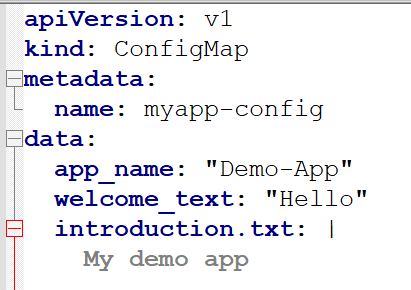 apiVersion: v1
kind: ConfigMap
metadata:
  name: myapp-config
data:
  app_name: "Demo-App"
  welcome_text: "Hello"
  introduction.txt: |
    My demo app